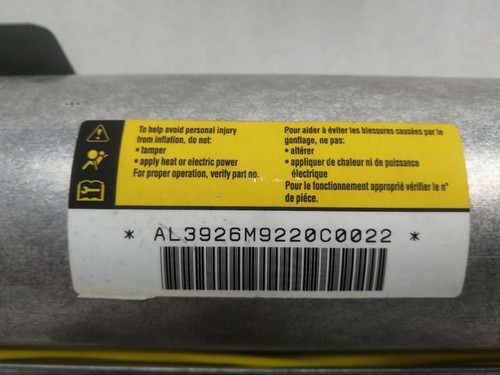 To help avoid personal injury
from inflation, do not:
• tamper
• apply heat or electric power
For proper operation, verify part no.
Pour aider à éviter les blessures causées par le
gonflage, ne pas:
• altérer
• appliquer de chaleur ni de puissance
électrique
Pour le fonctionnement approprié vérifier le n°
de piéce.
* AL3926M9220C0022 *